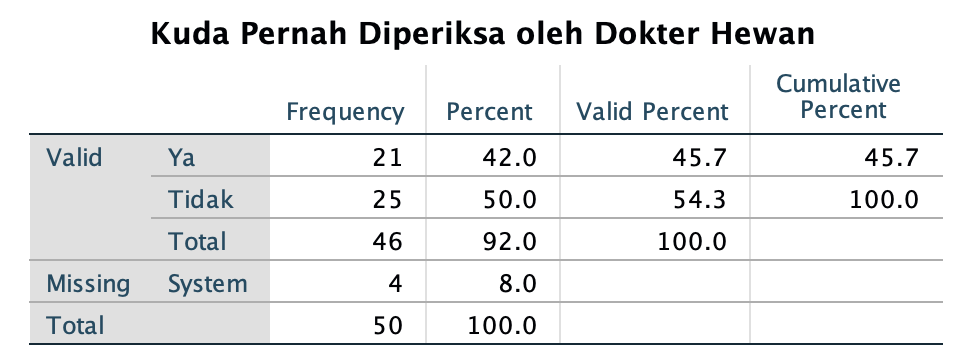 Kuda Pernah Diperiksa oleh Dokter Hewan
Frequency Percent Valid Percent Cumulative Percent
Valid Ya 21 42.0 45.7 45.7
Tidak 25 50.0 54.3 100.0
Total 46 92.0 100.0
Missing System 4 8.0
Total 50 100.0